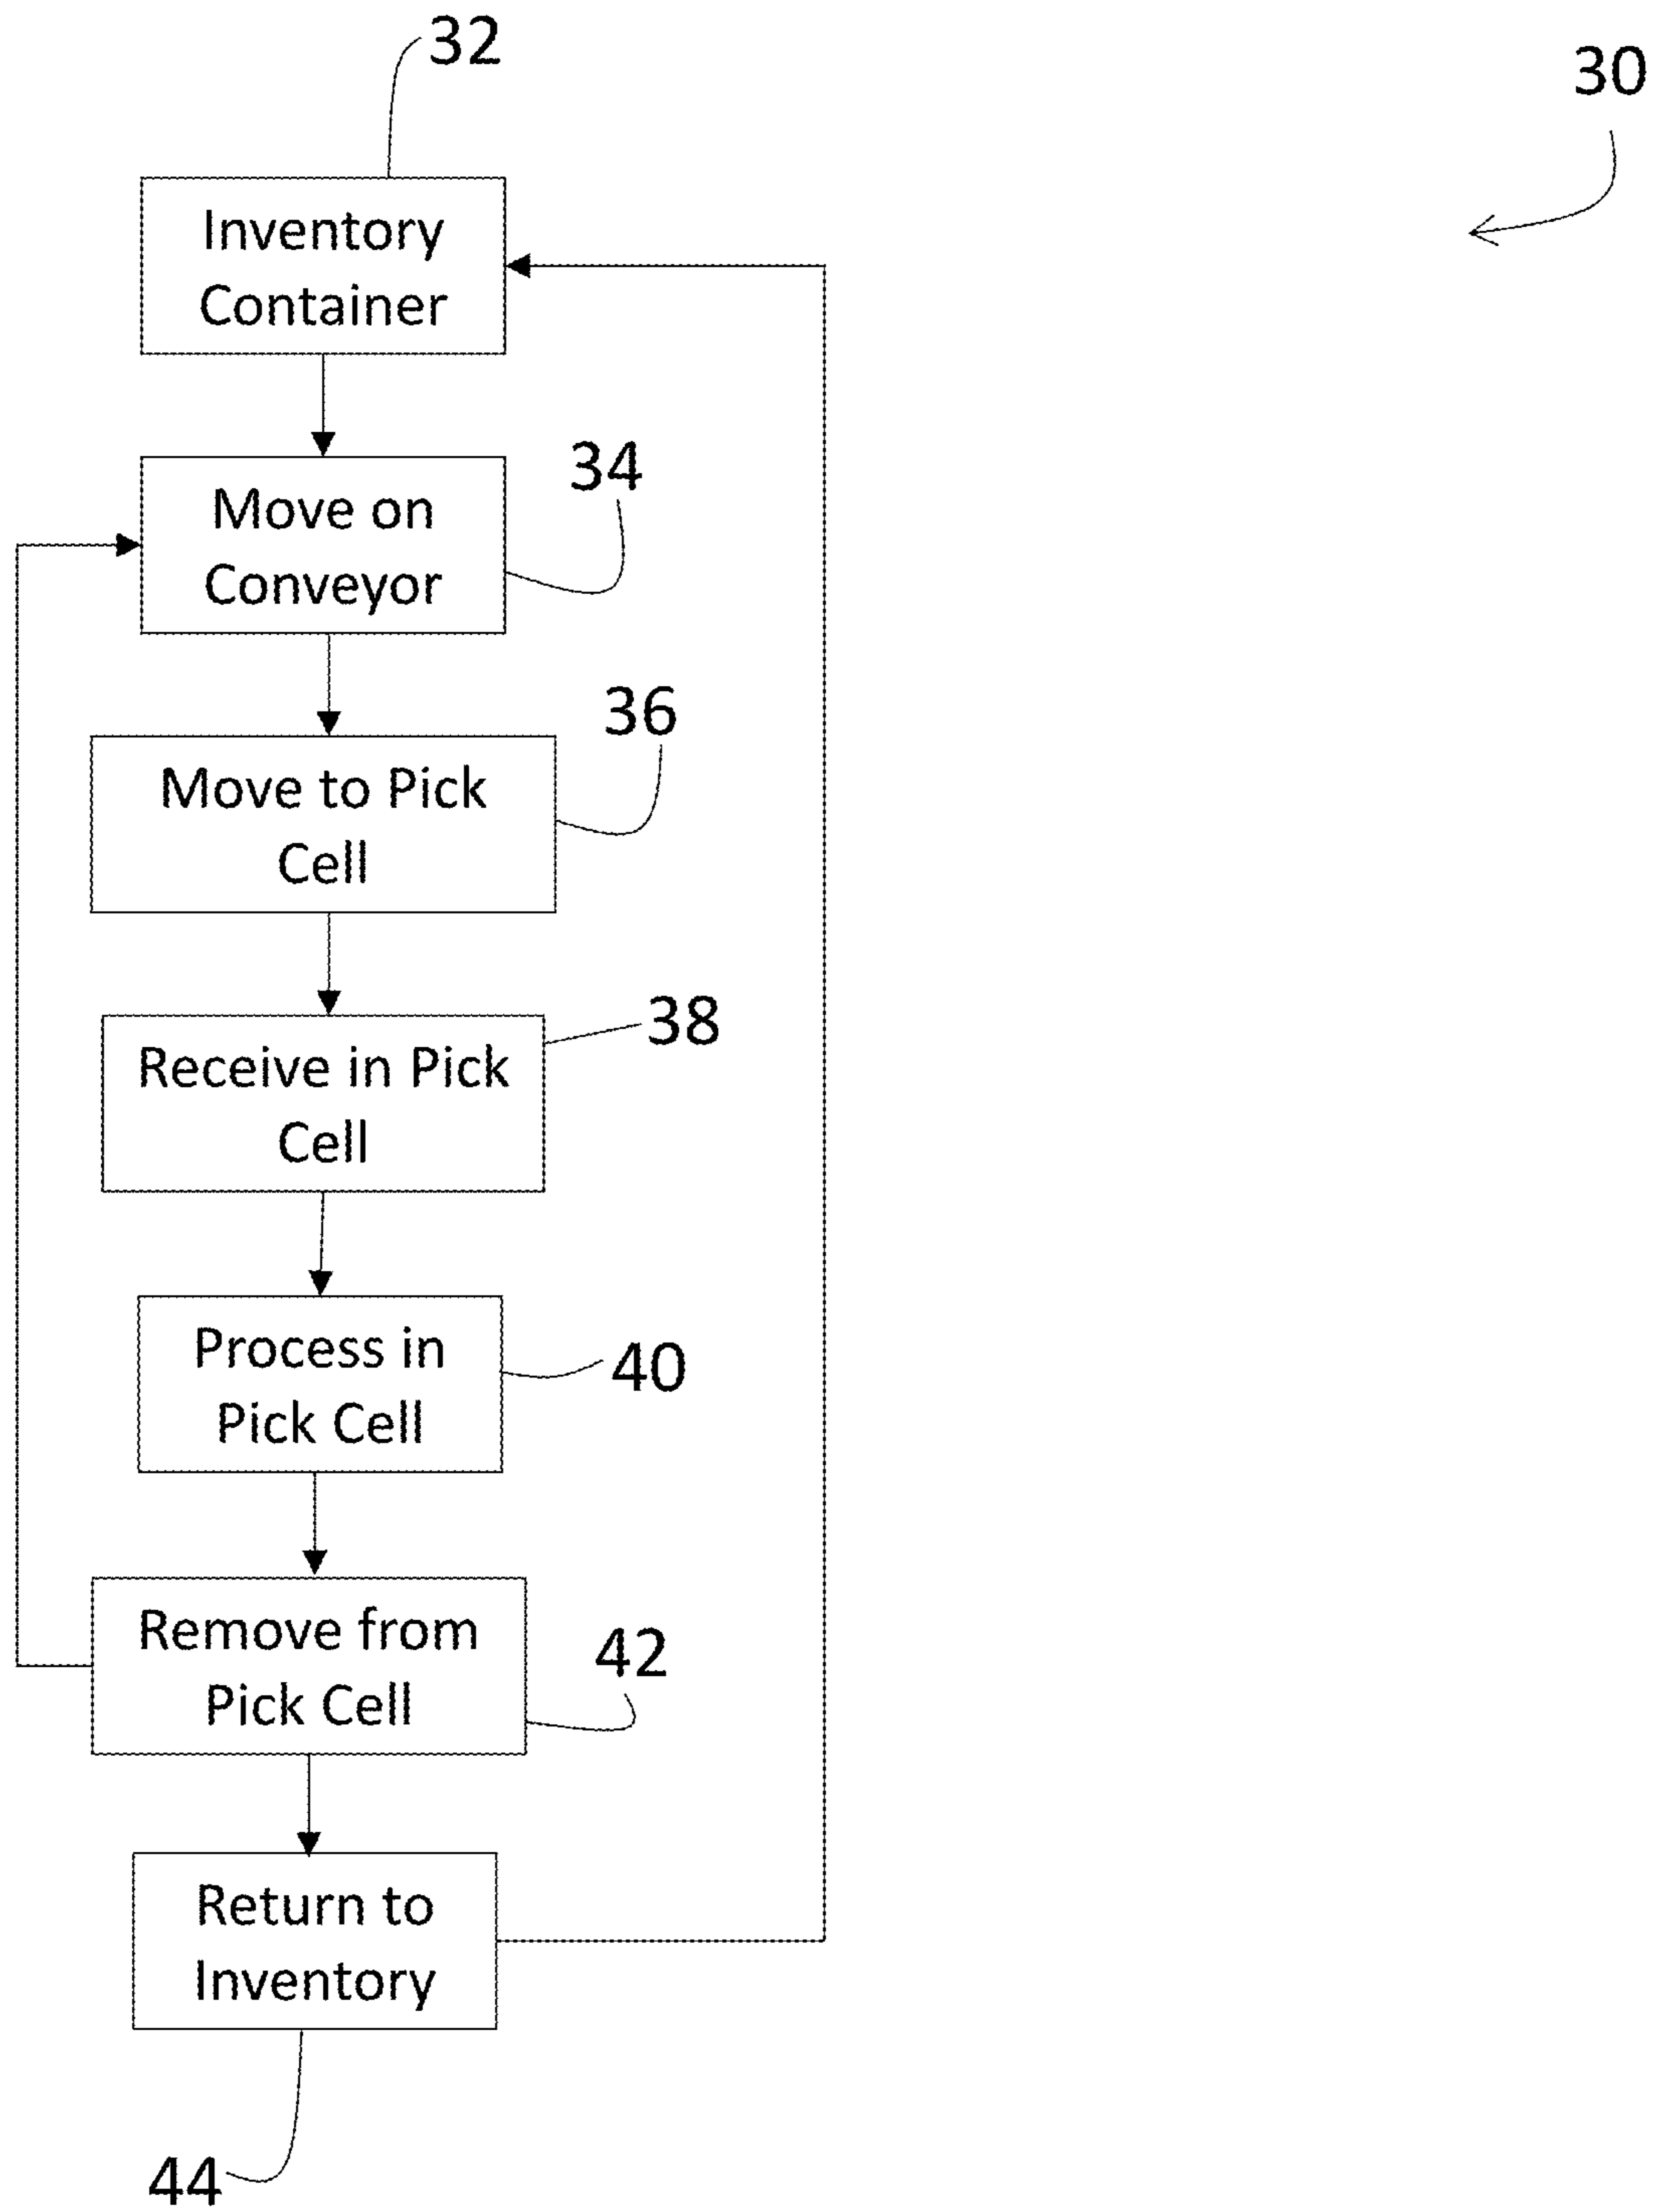 32
30
Inventory
Container
34
Move on
Conveyor
36
Move to Pick
Cell
38
Receive in Pick
Cell
Process in
Pick Cell
40
Remove from
Pick Cell
42
Return to
Inventory
44